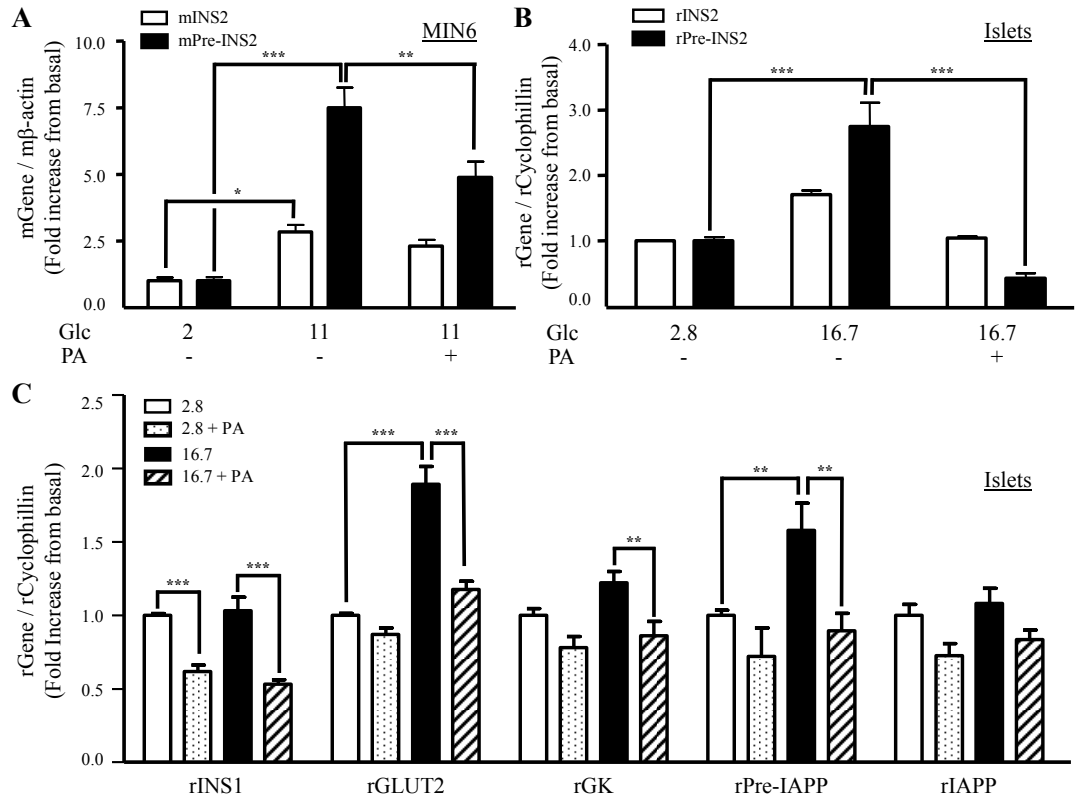 A
mINS2
mPre-INS2
MIN6
mGene / mβ-actin
(Fold increase from basal)
10.0
7.5
5.0
2.5
0.0
***
**
*
Glc 2 11 11
PA - - +
B
rINS2
rPre-INS2
Islets
rGene / rCyclophillin
(Fold increase from basal)
4.0
3.0
2.0
1.0
0.0
***
***
2.8 16.7 16.7
- - +
C
2.8
2.8 + PA
16.7
16.7 + PA
Islets
rGene / rCyclophillin
(Fold Increase from basal)
2.5
2.0
1.5
1.0
0.5
0.0
***
***
***
***
**
**
**
rINS1 rGLUT2 rGK rPre-IAPP rIAPP